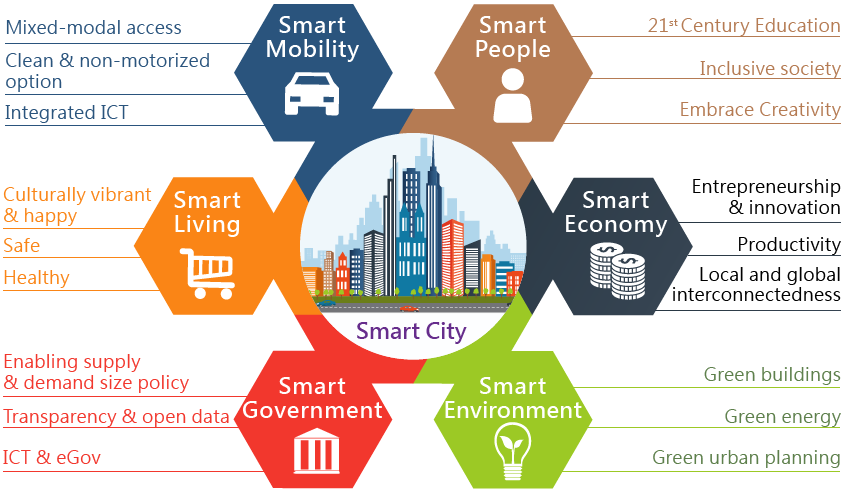 Smart
Mobility
Mixed-modal access
Clean & non-motorized
option
Integrated ICT
Smart
People
21st Century Education
Inclusive society
Embrace Creativity
Smart
Living
Culturally vibrant
& happy
Safe
Healthy
Smart
Economy
Entrepreneurship
& innovation
Productivity
Local and global
interconnectedness
$
$
Smart City
Smart
Government
Enabling supply
& demand size policy
Transparency & open data
ICT & eGov
Smart
Environment
Green buildings
Green energy
Green urban planning